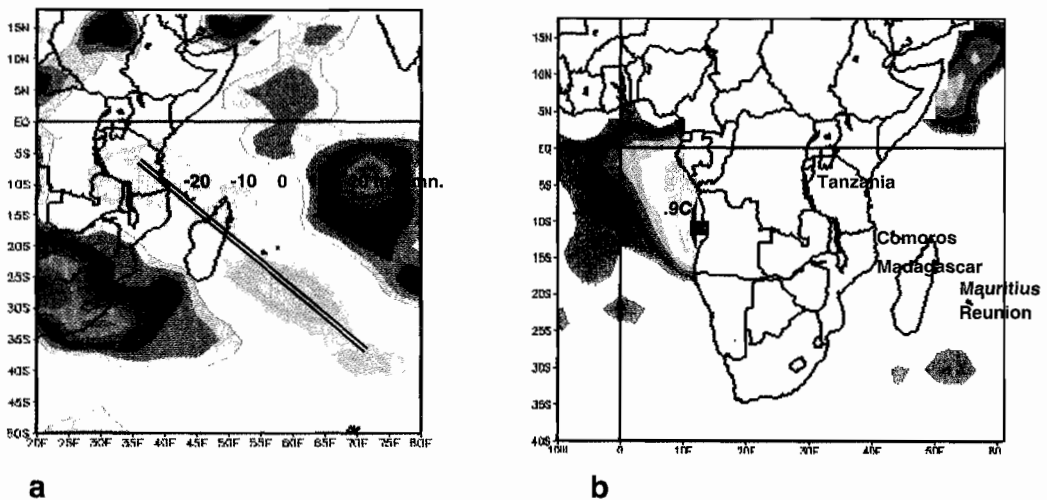 15N
10N
5N
EQ
5S
10S
15S
20S
25S
30S
35S
40S
45S
50S
-20 -10 0
mn.
20E 25E 30E 35E 40E 45E 50E 55E 60E 65E 70E 75E 80E
a
15N
10N
5N
EQ
5S
10S
15S
20S
25S
30S
35S
40S
.9C
Tanzania
Comoros
Madagascar
Mauritius
Reunion
0 10E 20E 30E 40E 50E
b